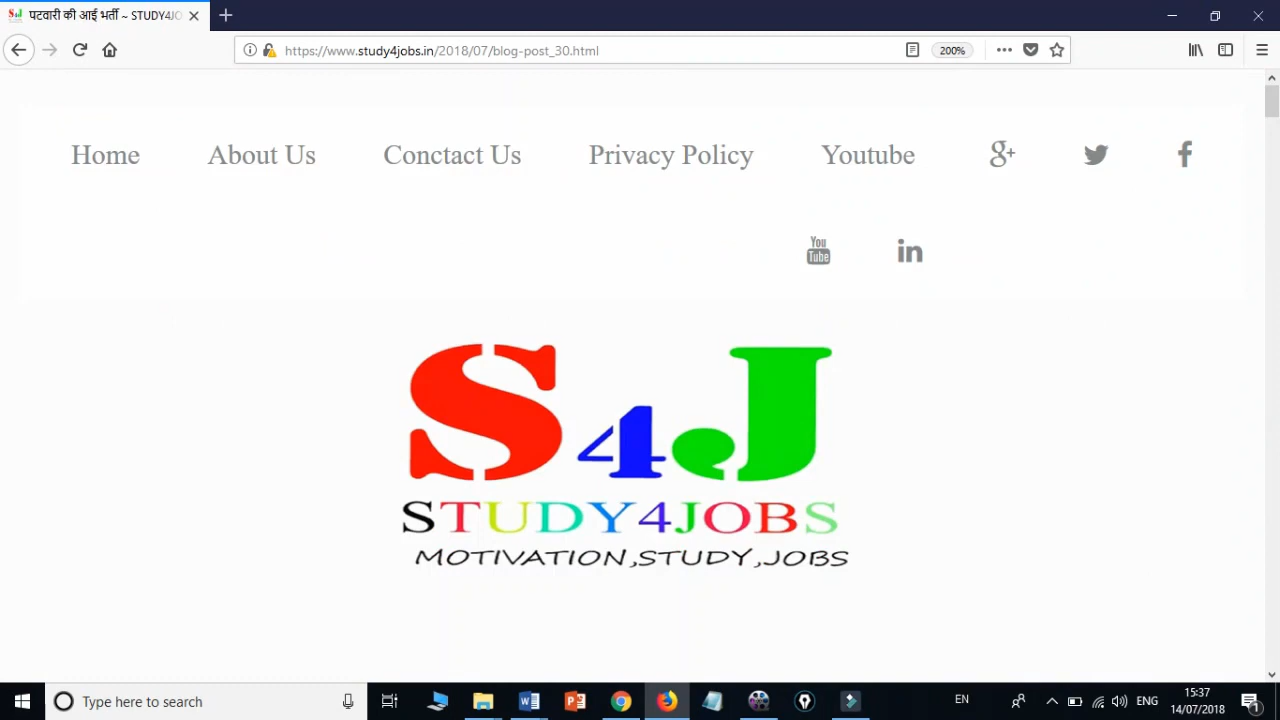 पटवारी की आई भर्ती ~ STUDY4JO
https://www.study4jobs.in/2018/07/blog-post_30.html
200%
Home About Us Conctact Us Privacy Policy Youtube
You
Tube
in
S4J
STUDY4JOBS
MOTIVATION,STUDY,JOBS
Type here to search
EN
ENG
15:37
14/07/2018
1